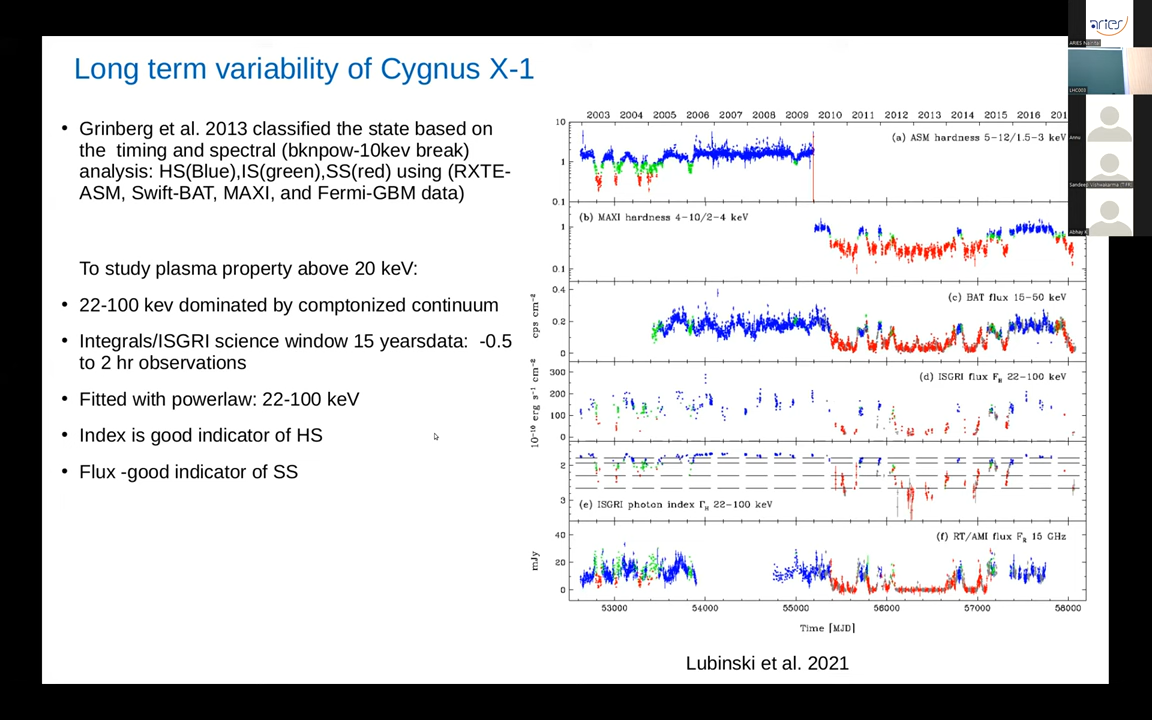 Long term variability of Cygnus X-1
• Grinberg et al. 2013 classified the state based on
the timing and spectral (bknpow-10kev break)
analysis: HS(Blue),IS(green),SS(red) using (RXTE-
ASM, Swift-BAT, MAXI, and Fermi-GBM data)
To study plasma property above 20 keV:
• 22-100 kev dominated by comptonized continuum
• Integrals/ISGRI science window 15 yearsdata: -0.5
to 2 hr observations
• Fitted with powerlaw: 22-100 keV
• Index is good indicator of HS
• Flux -good indicator of SS
2003 2004 2005 2006 2007 2008 2009 2010 2011 2012 2013 2014 2015 2016 201
10
1
0.1
(a) ASM hardness 5-12/1.5-3 keV
1
0.1
(b) MAXI hardness 4-10/2-4 keV
cps cm⁻²
0.4
0.2
0
(c) BAT flux 15-50 keV
10⁻¹⁰ erg s⁻¹ cm⁻²
300
200
100
0
(d) ISGRI flux F_H 22-100 keV
2
3
(e) ISGRI photon index Γ_H 22-100 keV
mJy
40
20
0
(f) RT/AMI flux F_R 15 GHz
53000 54000 55000 56000 57000 58000
Time [MJD]
Lubinski et al. 2021
aries
LHC003
Annu